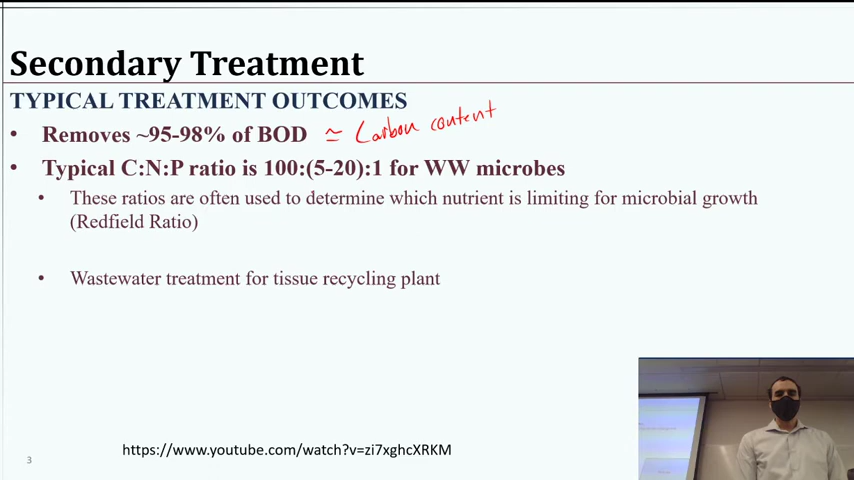 Secondary Treatment
TYPICAL TREATMENT OUTCOMES
• Removes ~95-98% of BOD ≃ Carbon content
• Typical C:N:P ratio is 100:(5-20):1 for WW microbes
• These ratios are often used to determine which nutrient is limiting for microbial growth
(Redfield Ratio)
• Wastewater treatment for tissue recycling plant
3
https://www.youtube.com/watch?v=zi7xghcXRKM